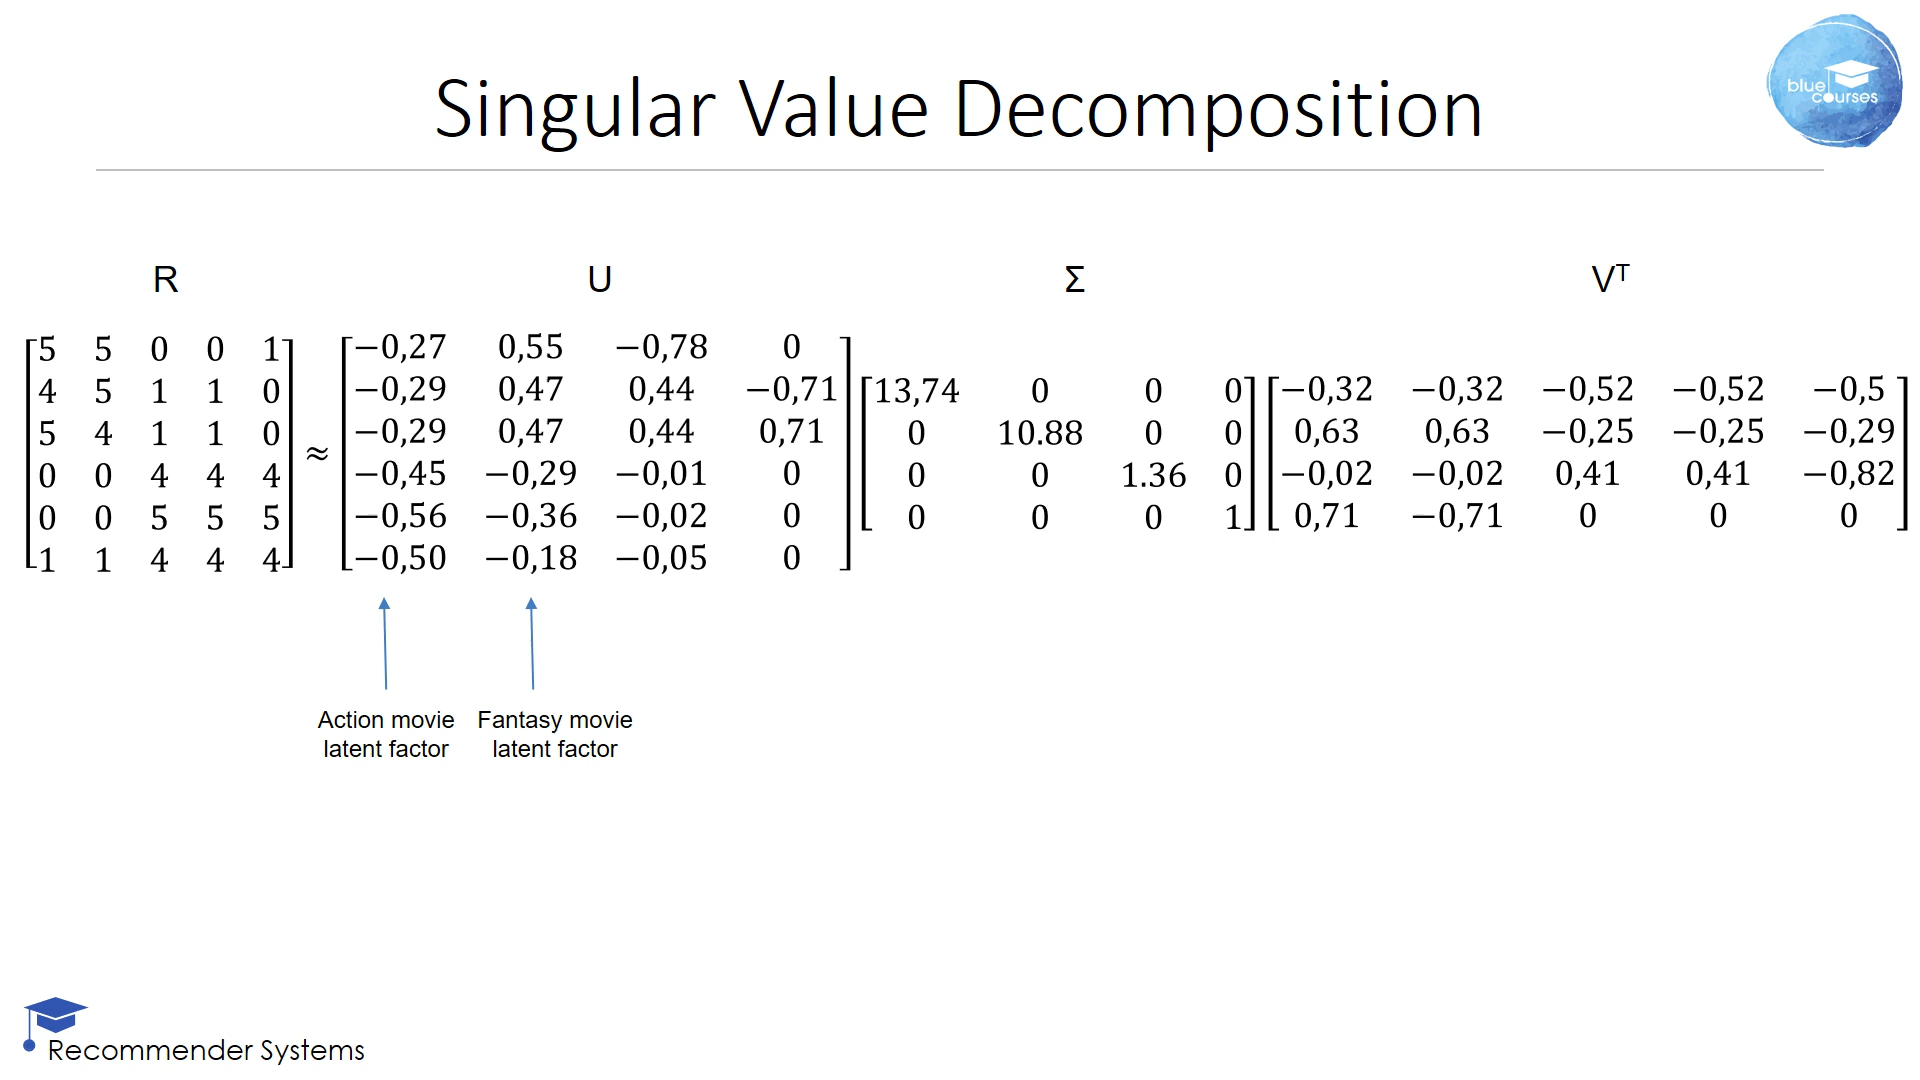 Singular Value Decomposition
blue
courses
R U Σ Vᵀ
5 5 0 0 1
4 5 1 1 0
5 4 1 1 0
0 0 4 4 4
0 0 5 5 5
1 1 4 4 4
≈
−0,27 0,55 −0,78 0
−0,29 0,47 0,44 −0,71
−0,29 0,47 0,44 0,71
−0,45 −0,29 −0,01 0
−0,56 −0,36 −0,02 0
−0,50 −0,18 −0,05 0
13,74 0 0 0
0 10.88 0 0
0 0 1.36 0
0 0 0 1
−0,32 −0,32 −0,52 −0,52 −0,5
0,63 0,63 −0,25 −0,25 −0,29
−0,02 −0,02 0,41 0,41 −0,82
0,71 −0,71 0 0 0
Action movie
latent factor
Fantasy movie
latent factor
Recommender Systems